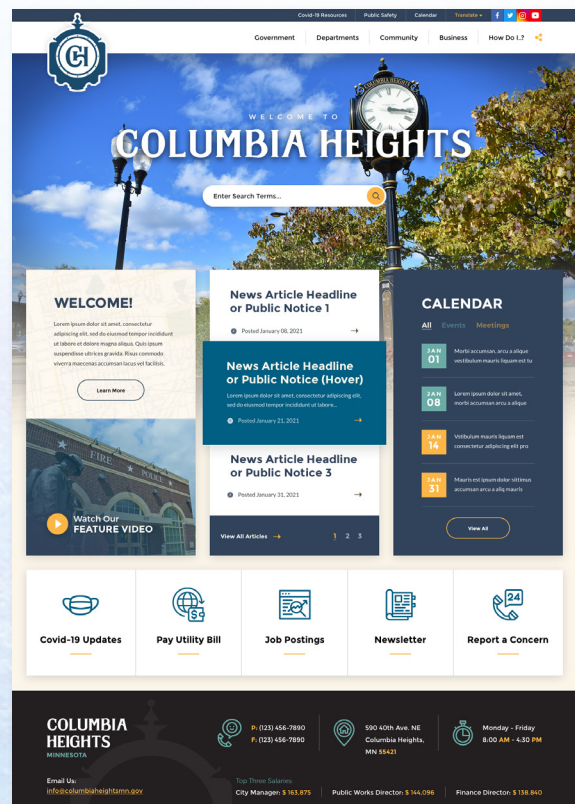 Covid-19 Resources
Public Safety
Calendar
Translate
Government
Departments
Community
Business
How Do I..?
CH
WELCOME TO
COLUMBIA HEIGHTS
COLUMBIA HEIGHTS
Enter Search Terms...
WELCOME!
Lorem ipsum dolor sit amet, consectetur
adipiscing elit, sed do eiusmod tempor incididunt
ut labore et dolore magna aliqua. Quis ipsum
suspendisse ultrices gravida. Risus commodo
viverra maecenas accumsan lacus vel facilisis.
Learn More
FIRE
POLICE
Watch Our
FEATURE VIDEO
News Article Headline
or Public Notice 1
Posted January 08, 2021
News Article Headline
or Public Notice (Hover)
Lorem ipsum dolor sit amet, consectetur adipiscing elit,
sed do eiusmod tempor incididunt ut labore...
Posted January 21, 2021
News Article Headline
or Public Notice 3
Posted January 31, 2021
View All Articles
1 2 3
CALENDAR
All Events Meetings
JAN
01
Morbi accumsan, arcu a alique
vestibulum mauris liquam est tu
JAN
08
Lorem ipsum dolor sit amet,
morbi accumsan arcu a alique
JAN
14
Vstibulum mauris liquam est
consectetur adipiscing elit pro
JAN
31
Mauris est ipsum dolor sittimus
accumsan arcu a aliq mauris
View All
Covid-19 Updates
Pay Utility Bill
Job Postings
Newsletter
24
Report a Concern
COLUMBIA
HEIGHTS
MINNESOTA
P: (123) 456-7890
F: (123) 456-7890
590 40th Ave. NE
Columbia Heights,
MN 55421
Monday - Friday
8:00 AM - 4:30 PM
Email Us:
info@columbiaheightsmn.gov
Top Three Salaries
City Manager: $ 163,875
Public Works Director: $ 144,096
Finance Director: $ 138,840